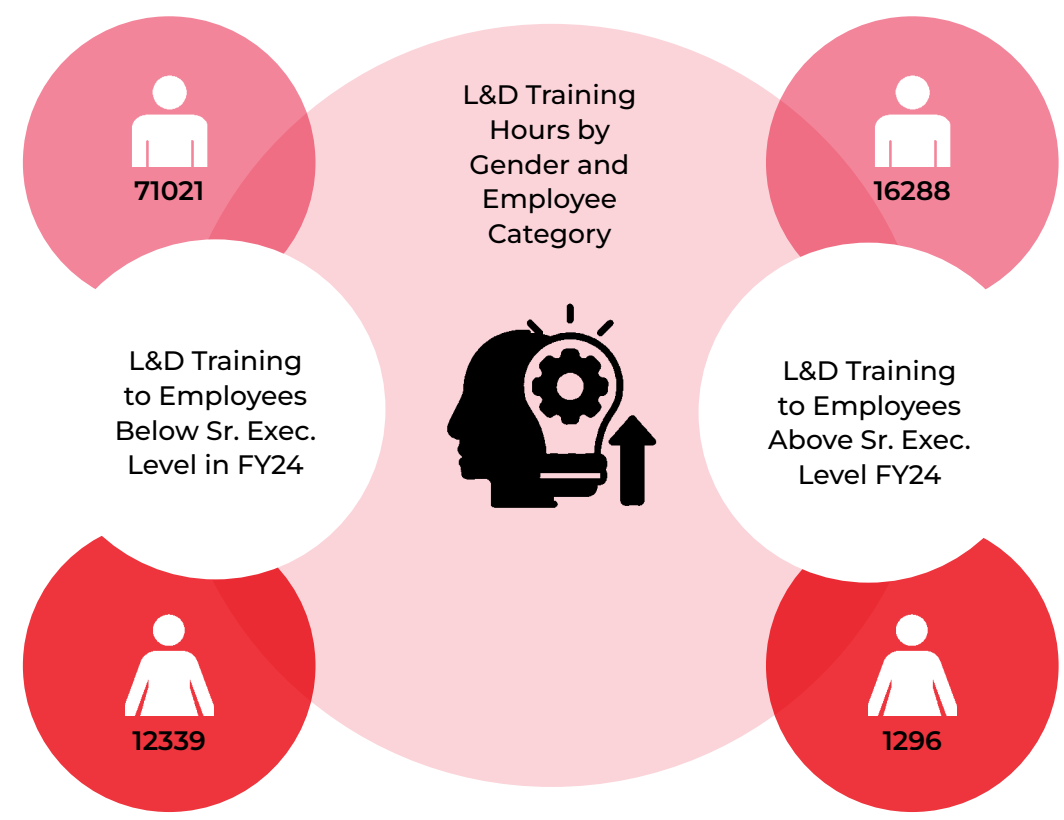 L&D Training
Hours by
Gender and
Employee
Category
71021
16288
L&D Training
to Employees
Below Sr. Exec.
Level in FY24
L&D Training
to Employees
Above Sr. Exec.
Level FY24
12339
1296